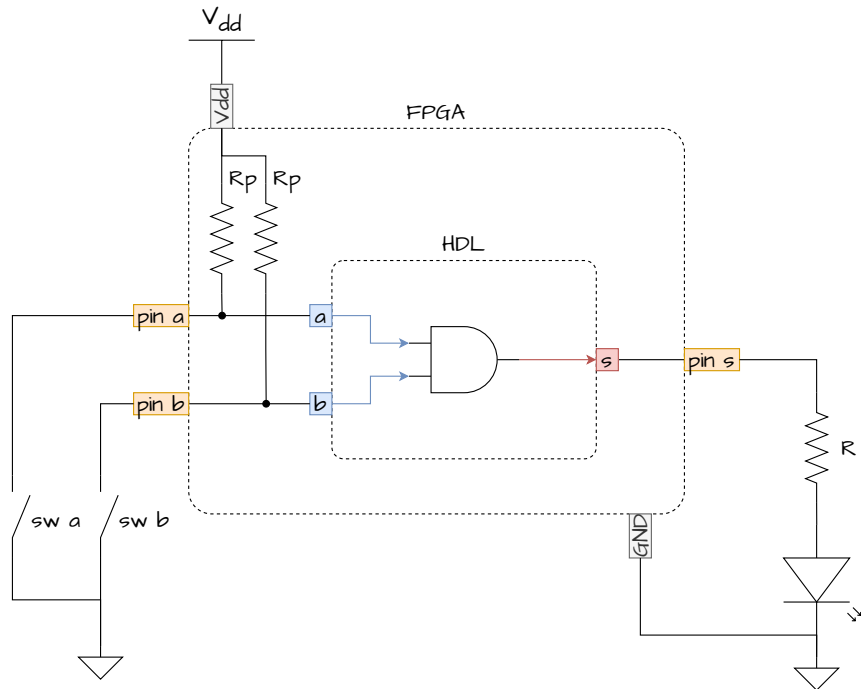 Vdd
Vdd
FPGA
Rp Rp
HDL
pin a
a
s
pin s
pin b
b
R
sw a
sw b
GND